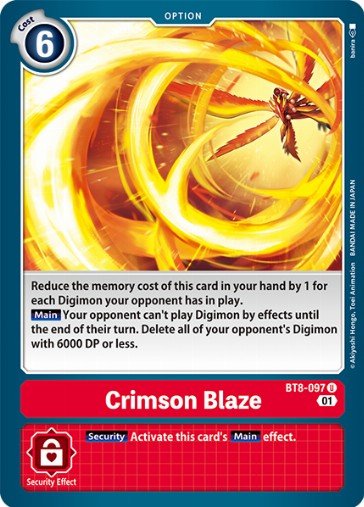 OPTION
Cost
6
banira
Reduce the memory cost of this card in your hand by 1 for
each Digimon your opponent has in play.
Main Your opponent can't play Digimon by effects until
the end of their turn. Delete all of your opponent's Digimon
with 6000 DP or less.
©Akiyoshi Hongo, Toei Animation BANDAI MADE IN JAPAN
BT8-097 U
Crimson Blaze
01
Security Activate this card's Main effect.
Security Effect